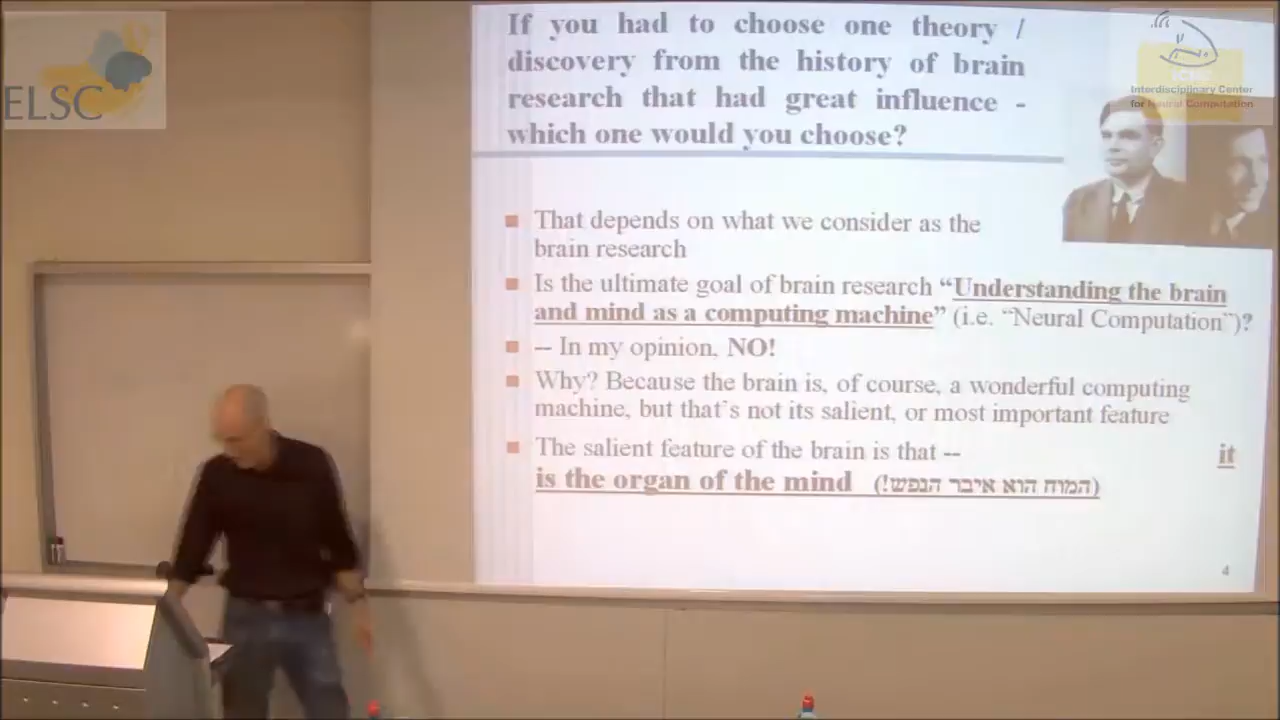 ELSC
If you had to choose one theory /
discovery from the history of brain
research that had great influence -
which one would you choose?
Interdisciplinary Center
for Neural Computation
That depends on what we consider as the
brain research
Is the ultimate goal of brain research “Understanding the brain
and mind as a computing machine” (i.e. “Neural Computation”)?
-- In my opinion, NO!
Why? Because the brain is, of course, a wonderful computing
machine, but that’s not its salient, or most important feature
The salient feature of the brain is that -- it
is the organ of the mind (המוח הוא איבר הנפש!)
4